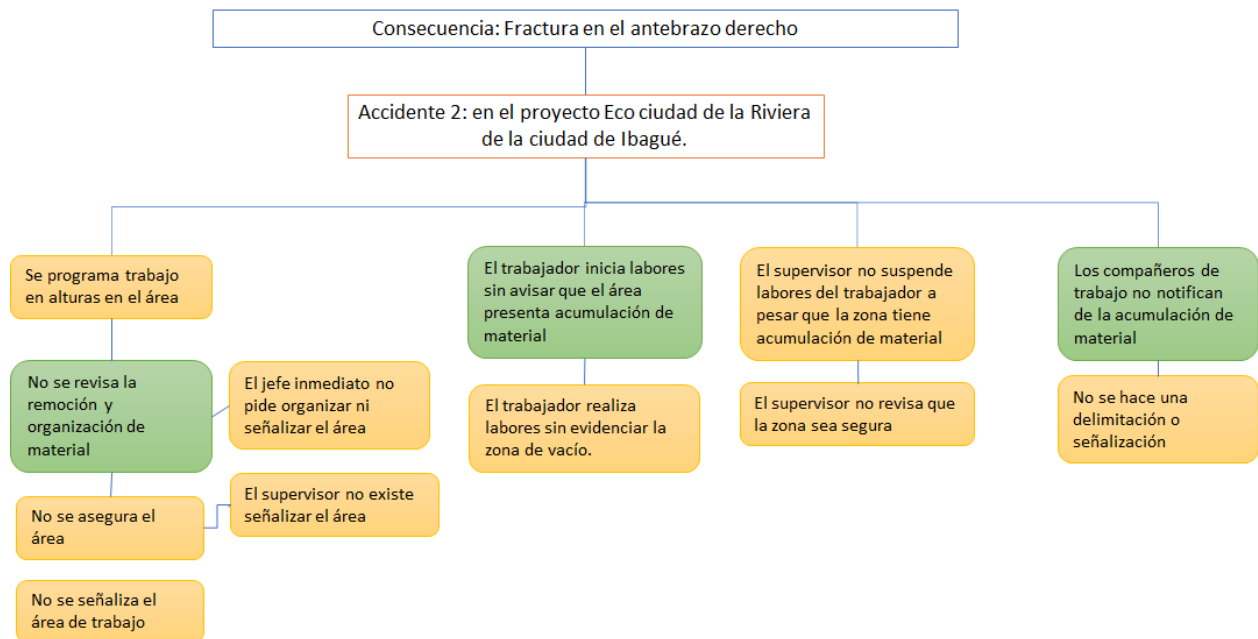 Consecuencia: Fractura en el antebrazo derecho
Accidente 2: en el proyecto Eco ciudad de la Riviera
de la ciudad de Ibagué.
Se programa trabajo
en alturas en el área
No se revisa la
remoción y
organización de
material
El jefe inmediato no
pide organizar ni
señalizar el área
No se asegura el
área
El supervisor no existe
señalizar el área
No se señaliza el
área de trabajo
El trabajador inicia labores
sin avisar que el área
presenta acumulación de
material
El trabajador realiza
labores sin evidenciar la
zona de vacío.
El supervisor no suspende
labores del trabajador a
pesar que la zona tiene
acumulación de material
El supervisor no revisa que
la zona sea segura
Los compañeros de
trabajo no notifican
de la acumulación de
material
No se hace una
delimitación o
señalización